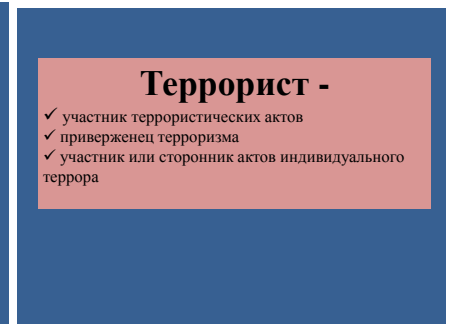 Террорист -
✓ участник террористических актов
✓ приверженец терроризма
✓ участник или сторонник актов индивидуального
террора